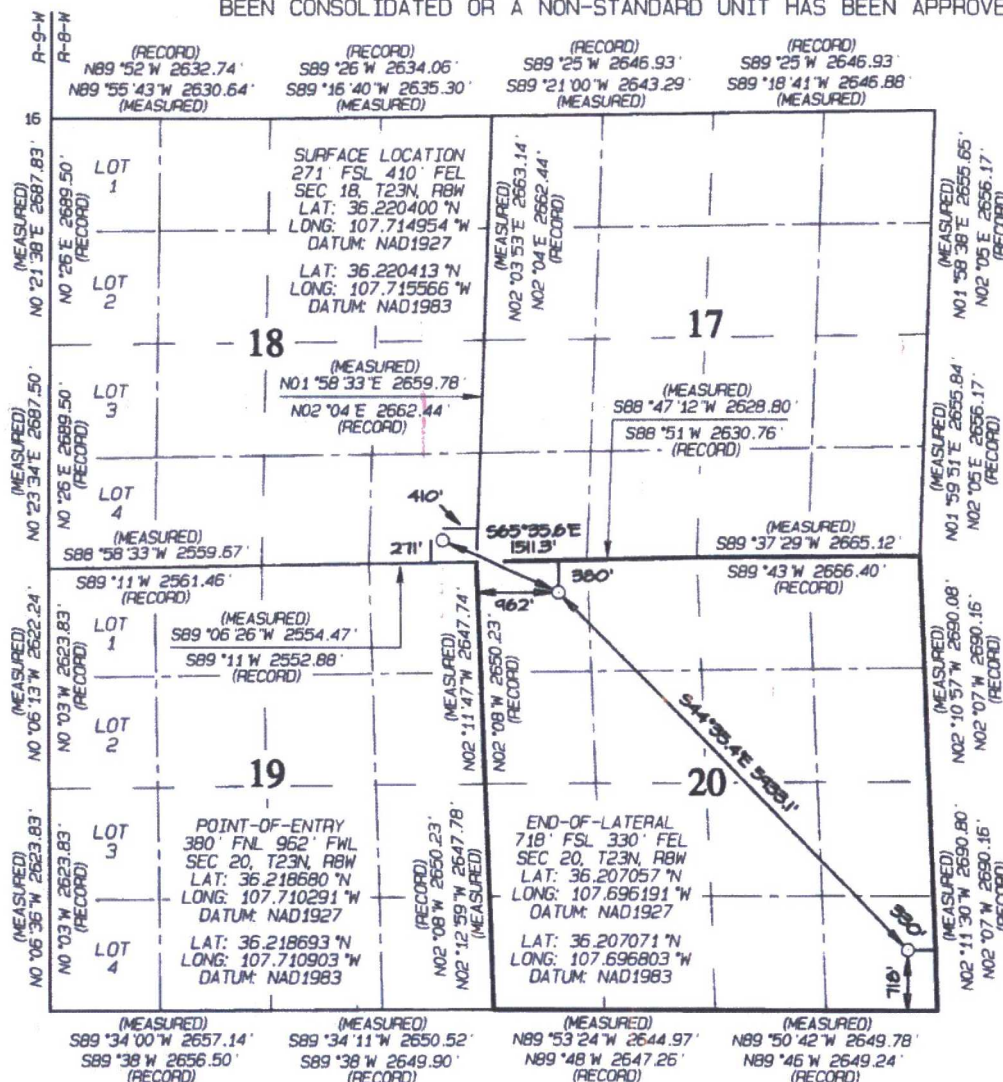 BEEN CONSOLIDATED OR A NON-STANDARD UNIT HAS BEEN APPROVE
R-9-W
R-8-W
(RECORD)
N89°52'W 2632.74'
N89°55'43"W 2630.64'
(MEASURED)
(RECORD)
S89°26'W 2634.06'
S89°16'40"W 2635.30'
(MEASURED)
(RECORD)
S89°25'W 2646.93'
S89°21'00"W 2643.29'
(MEASURED)
(RECORD)
S89°25'W 2646.93'
S89°18'41"W 2646.88'
(MEASURED)
16
(MEASURED)
N0°21'38"E 2687.83'
N0°26'E 2689.50'
(RECORD)
LOT
1
LOT
2
SURFACE LOCATION
271' FSL 410' FEL
SEC 18, T23N, R8W
LAT: 36.220400°N
LONG: 107.714954°W
DATUM: NAD1927
LAT: 36.220413°N
LONG: 107.715566°W
DATUM: NAD1983
(MEASURED)
N02°03'53"E 2663.14'
N02°04'E 2662.44'
(RECORD)
(MEASURED)
N01°58'38"E 2655.65'
N02°05'E 2656.17'
(RECORD)
18
17
(MEASURED)
N01°58'33"E 2659.78'
N02°04'E 2662.44'
(RECORD)
(MEASURED)
S88°47'12"W 2628.80'
S88°51'W 2630.76'
(RECORD)
(MEASURED)
N0°23'34"E 2687.50'
N0°26'E 2689.50'
(RECORD)
LOT
3
LOT
4
(MEASURED)
N01°59'51"E 2655.84'
N02°05'E 2656.17'
(RECORD)
410'
271'
S65°35.6'E
1511.3'
(MEASURED)
S88°58'33"W 2559.67'
S89°11'W 2561.46'
(RECORD)
(MEASURED)
S89°37'29"W 2665.12'
S89°43'W 2666.40'
(RECORD)
380'
962'
(MEASURED)
S89°06'26"W 2554.47'
S89°11'W 2552.88'
(RECORD)
(MEASURED)
N0°06'13"W 2622.24'
N0°03'W 2623.83'
(RECORD)
LOT
1
LOT
2
(MEASURED)
N02°11'47"W 2647.74'
N02°08'W 2650.23'
(RECORD)
(MEASURED)
N02°10'57"W 2690.08'
N02°07'W 2690.16'
(RECORD)
S44°35.4'E 5433.1'
19
20
(MEASURED)
N0°06'36"W 2623.83'
N0°03'W 2623.83'
(RECORD)
LOT
3
LOT
4
POINT-OF-ENTRY
380' FNL 962' FWL
SEC 20, T23N, R8W
LAT: 36.218680°N
LONG: 107.710291°W
DATUM: NAD1927
LAT: 36.218693°N
LONG: 107.710903°W
DATUM: NAD1983
(RECORD)
N02°08'W 2650.23'
N02°12'59"W 2647.78'
(MEASURED)
END-OF-LATERAL
718' FSL 330' FEL
SEC 20, T23N, R8W
LAT: 36.207057°N
LONG: 107.696191°W
DATUM: NAD1927
LAT: 36.207071°N
LONG: 107.696803°W
DATUM: NAD1983
330'
718'
(MEASURED)
N02°11'30"W 2690.80'
N02°07'W 2690.16'
(RECORD)
(MEASURED)
S89°34'00"W 2657.14'
S89°38'W 2656.50'
(RECORD)
(MEASURED)
S89°34'11"W 2650.52'
S89°38'W 2649.90'
(RECORD)
(MEASURED)
N89°53'24"W 2644.97'
N89°48'W 2647.26'
(RECORD)
(MEASURED)
N89°50'42"W 2649.78'
N89°46'W 2649.24'
(RECORD)